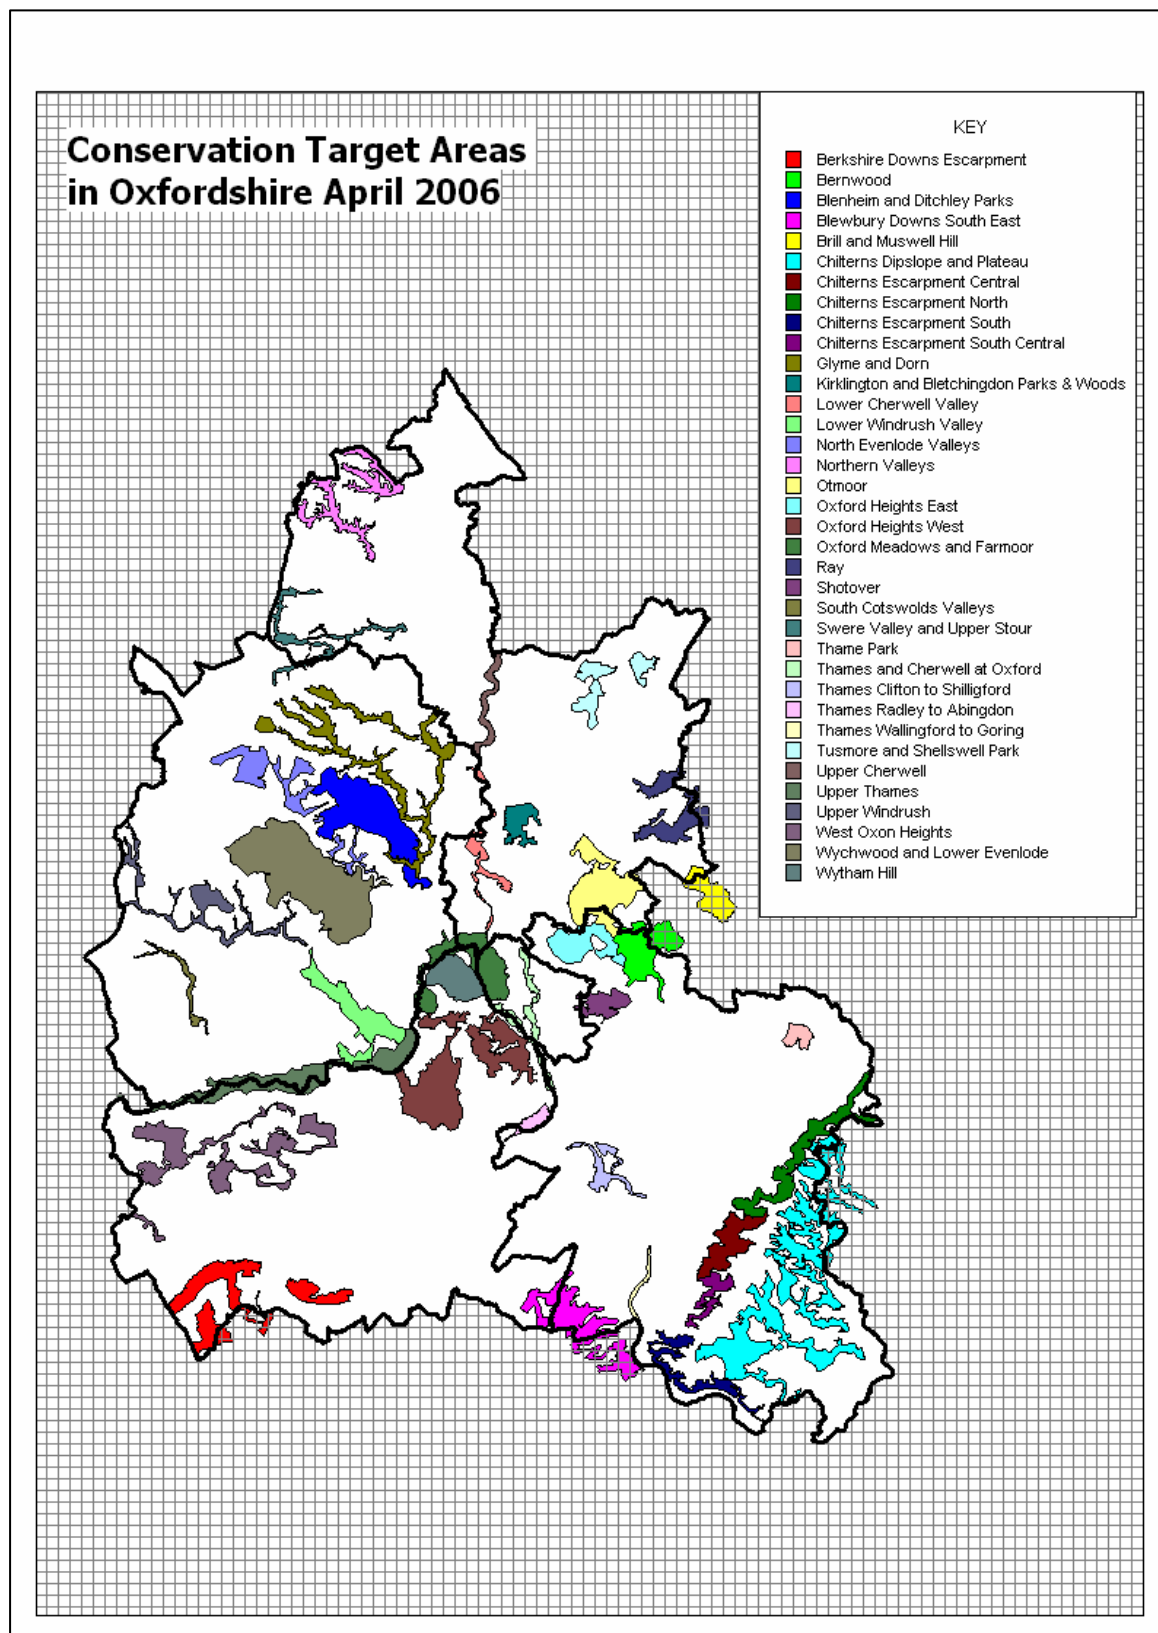 Conservation Target Areas
in Oxfordshire April 2006
KEY
Berkshire Downs Escarpment
Bernwood
Blenheim and Ditchley Parks
Blewbury Downs South East
Brill and Muswell Hill
Chilterns Dipslope and Plateau
Chilterns Escarpment Central
Chilterns Escarpment North
Chilterns Escarpment South
Chilterns Escarpment South Central
Glyme and Dorn
Kirklington and Bletchingdon Parks & Woods
Lower Cherwell Valley
Lower Windrush Valley
North Evenlode Valleys
Northern Valleys
Otmoor
Oxford Heights East
Oxford Heights West
Oxford Meadows and Farmoor
Ray
Shotover
South Cotswolds Valleys
Swere Valley and Upper Stour
Thame Park
Thames and Cherwell at Oxford
Thames Clifton to Shilligford
Thames Radley to Abingdon
Thames Wallingford to Goring
Tusmore and Shellswell Park
Upper Cherwell
Upper Thames
Upper Windrush
West Oxon Heights
Wychwood and Lower Evenlode
Wytham Hill